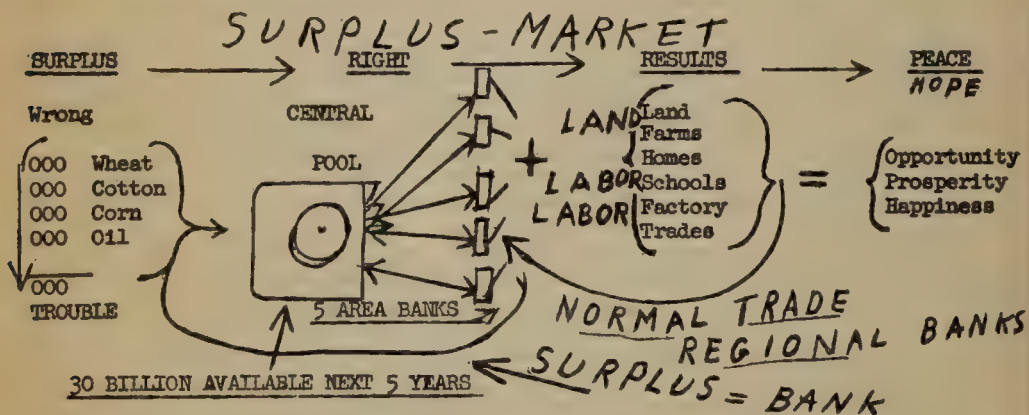 SURPLUS-MARKET
SURPLUS RIGHT RESULTS PEACE
HOPE
Wrong
CENTRAL
POOL
000 Wheat
000 Cotton
000 Corn
000 Oil
000
TROUBLE
5 AREA BANKS
30 BILLION AVAILABLE NEXT 5 YEARS
+
LAND
LABOR
LABOR
Land
Farms
Homes
Schools
Factory
Trades
=
Opportunity
Prosperity
Happiness
NORMAL TRADE
REGIONAL BANKS
SURPLUS = BANK